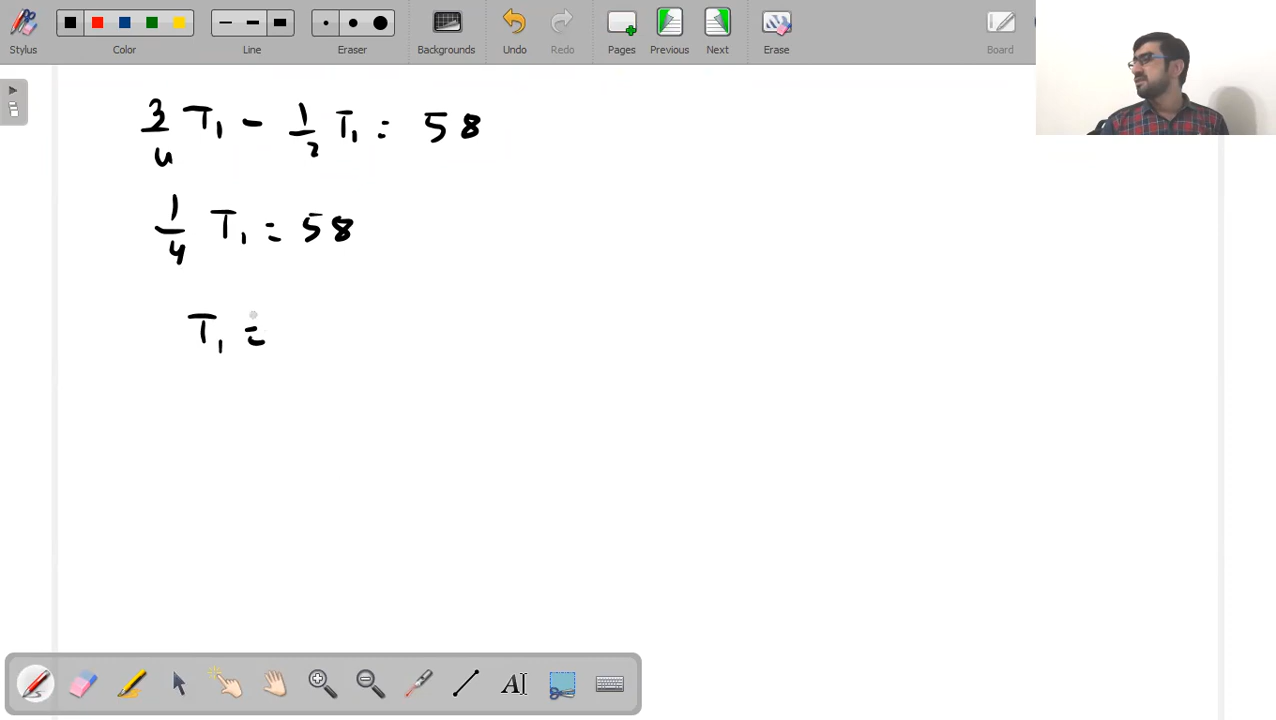 Stylus Color Line Eraser Backgrounds Undo Redo Pages Previous Next Erase Board
3/4 T₁ - 1/2 T₁ = 58
1/4 T₁ = 58
T₁ =